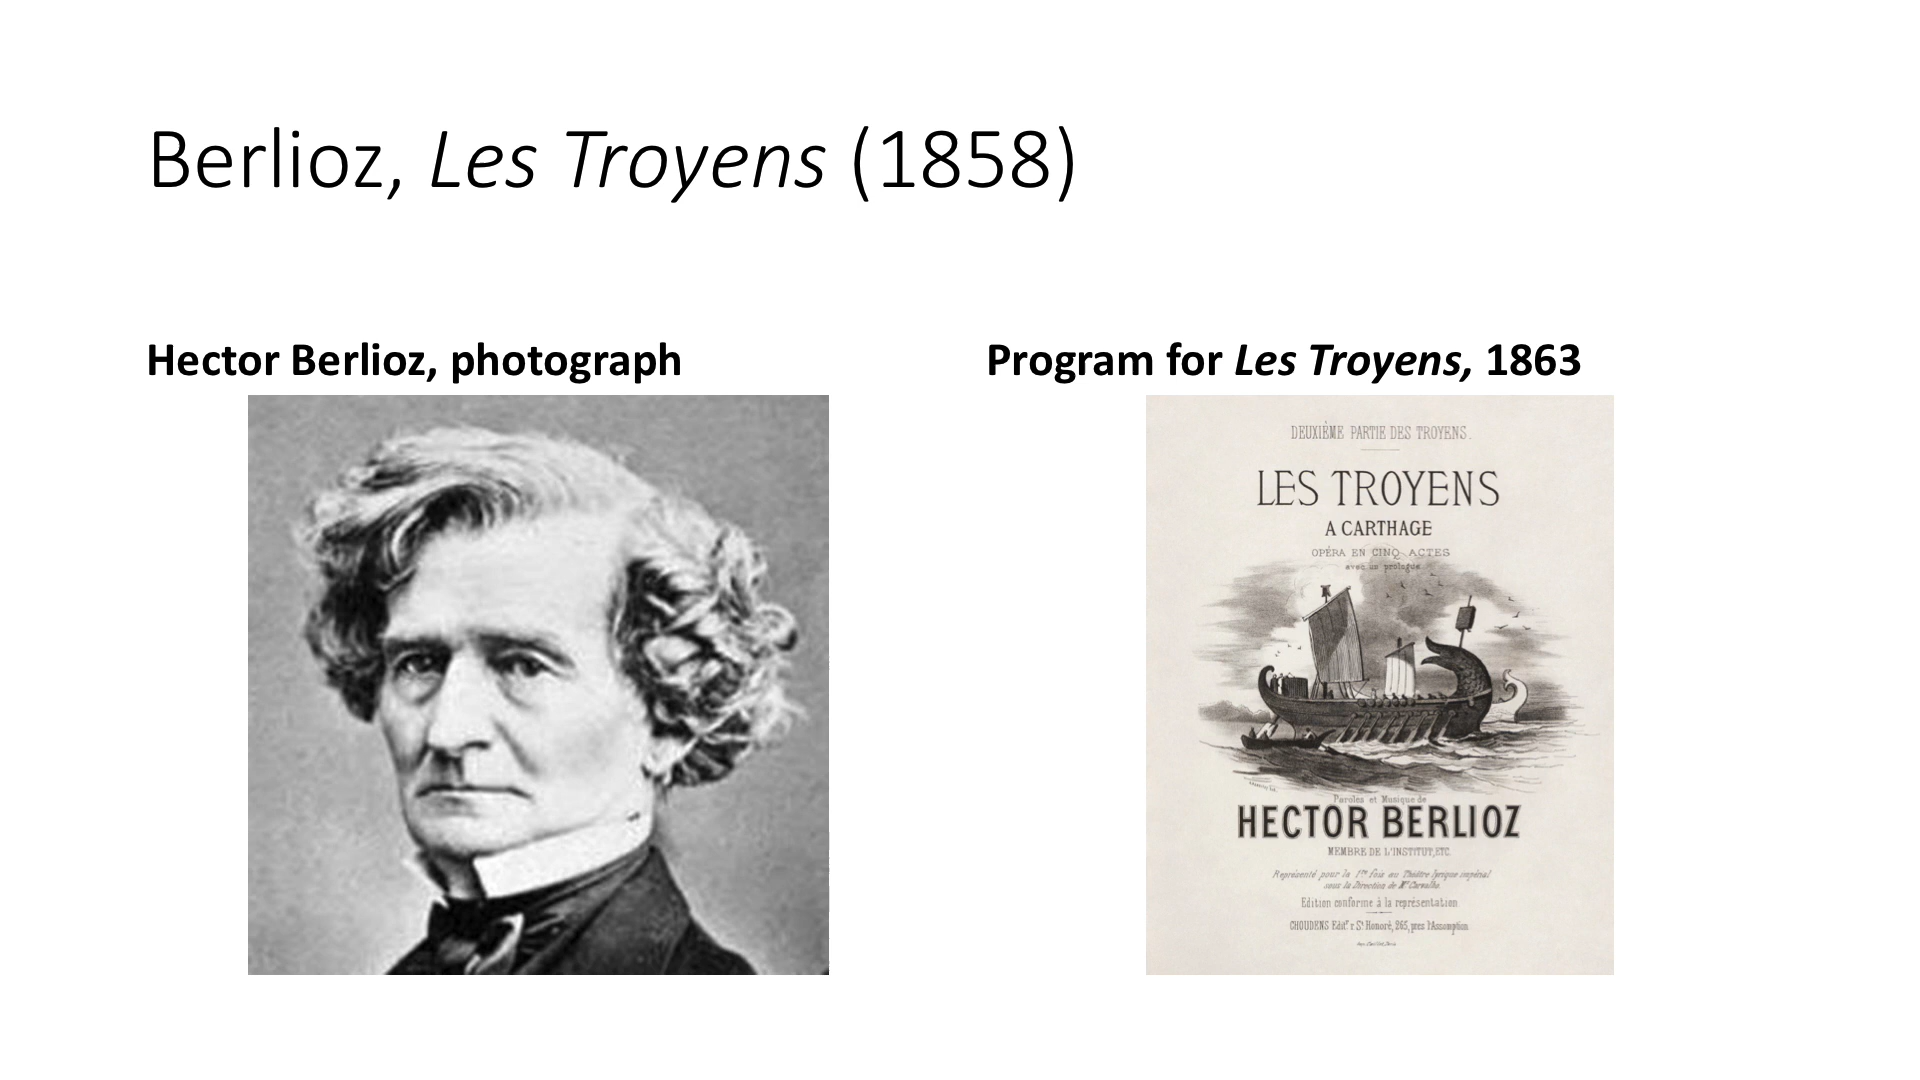 Berlioz, Les Troyens (1858)
Hector Berlioz, photograph
Program for Les Troyens, 1863
DEUXIÉME PARTIE DES TROYENS.
LES TROYENS
A CARTHAGE
OPÉRA EN CINQ ACTES
avec un prologue
Paroles et Musique de
HECTOR BERLIOZ
MEMBRE DE L'INSTITUT, ETC.
Représenté pour la 1re fois au Théâtre lyrique impérial
sous la Direction de Mr Carvalho.
Edition conforme à la représentation
CHOUDENS Editr r. St Honoré, 265, près l'Assomption